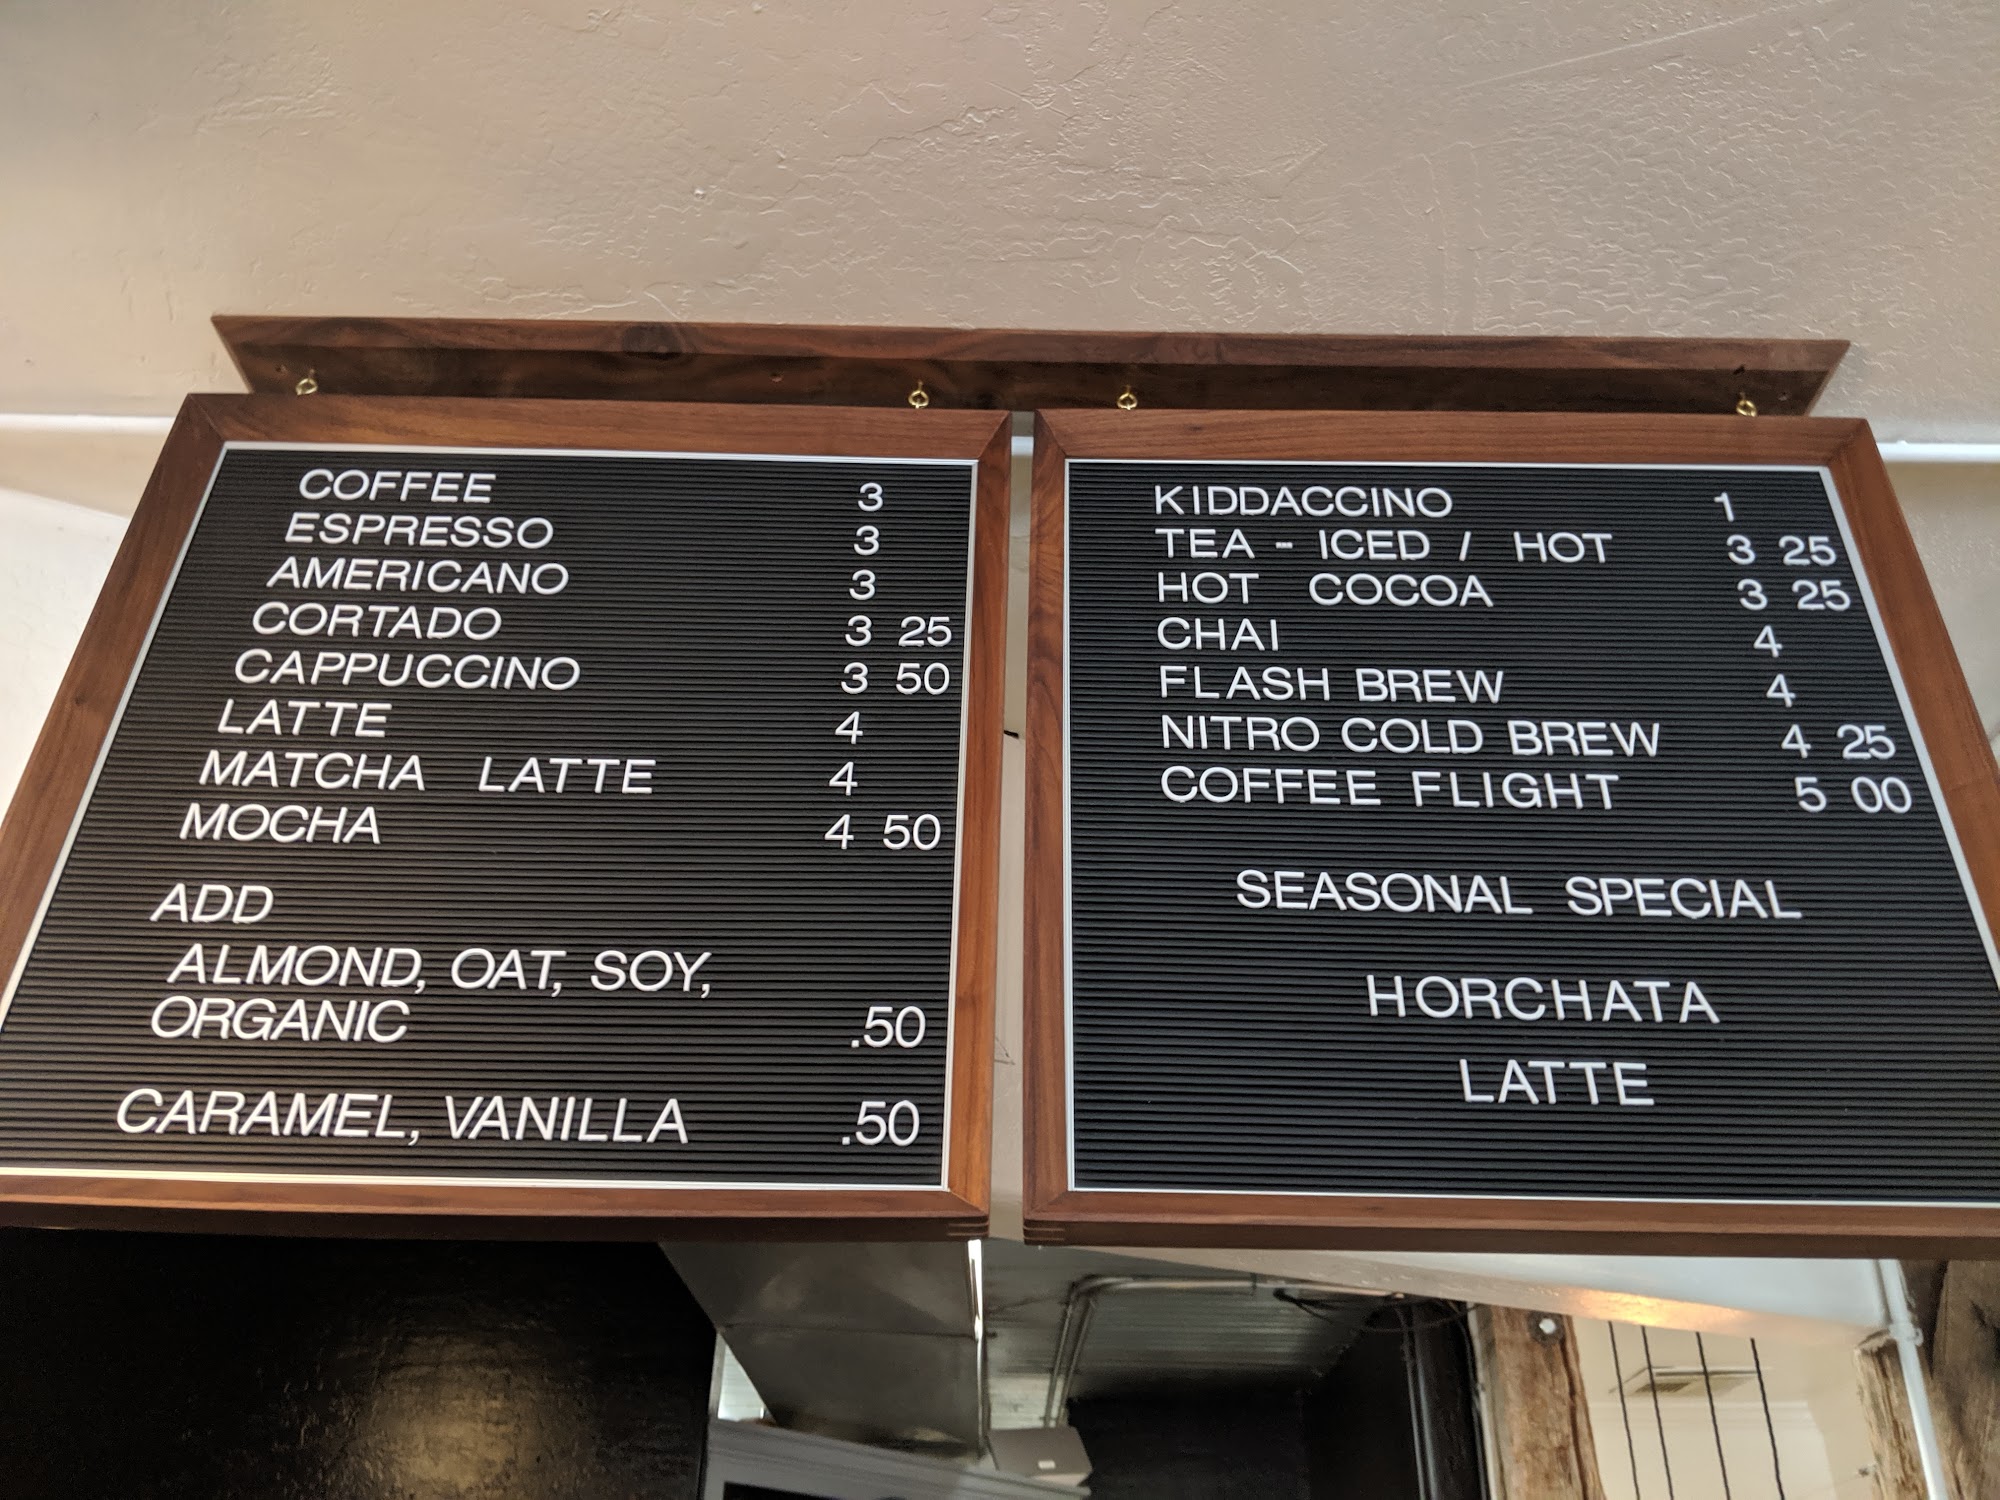 COFFEE 3
ESPRESSO 3
AMERICANO 3
CORTADO 3 25
CAPPUCCINO 3 50
LATTE 4
MATCHA LATTE 4
MOCHA 4 50
ADD
ALMOND, OAT, SOY,
ORGANIC .50
CARAMEL, VANILLA .50
KIDDACCINO 1
TEA - ICED / HOT 3 25
HOT COCOA 3 25
CHAI 4
FLASH BREW 4
NITRO COLD BREW 4 25
COFFEE FLIGHT 5 00
SEASONAL SPECIAL
HORCHATA
LATTE